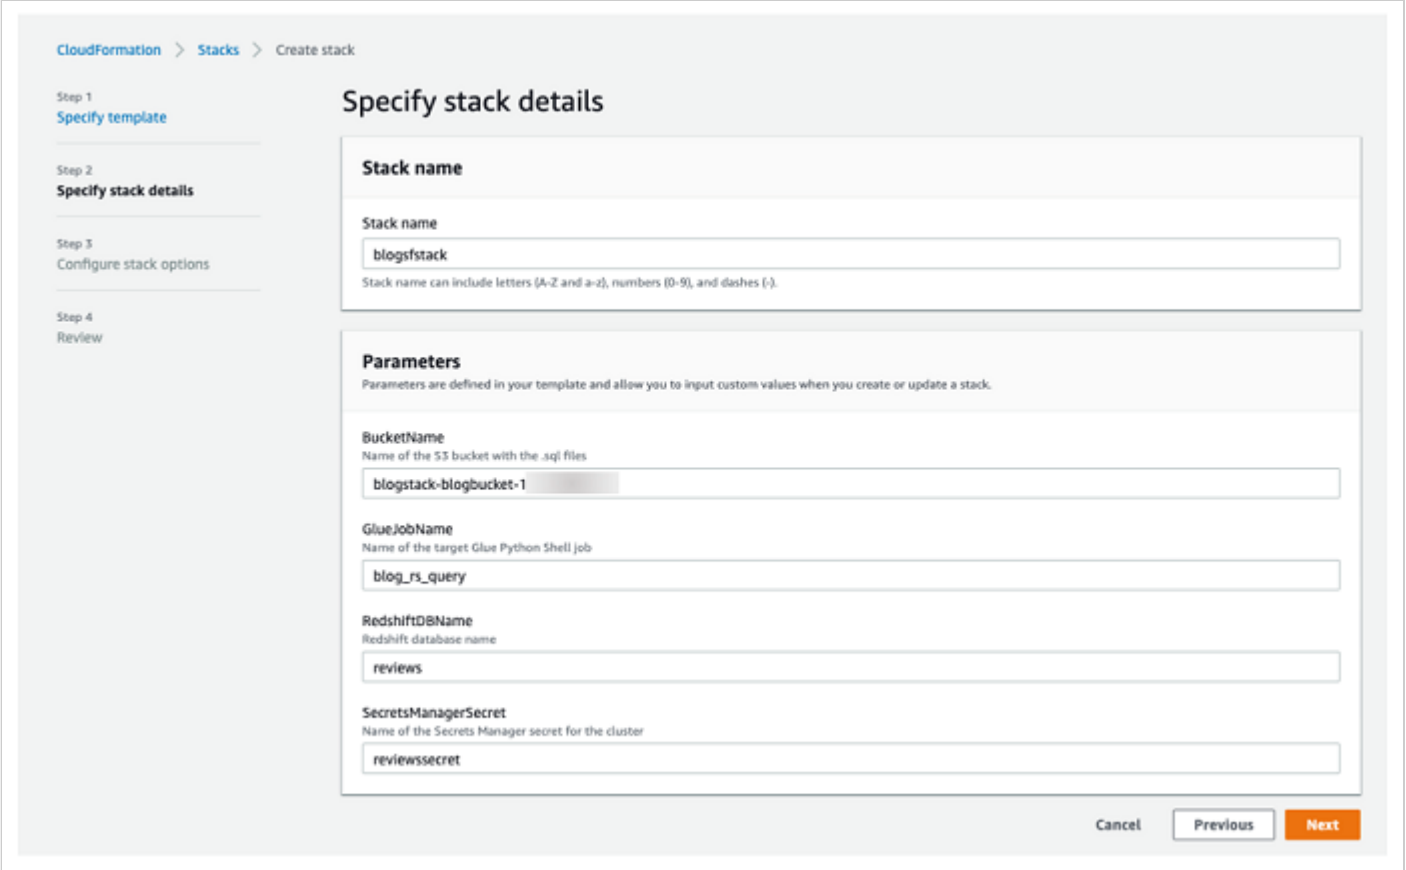 CloudFormation > Stacks > Create stack
Step 1
Specify template
Step 2
Specify stack details
Step 3
Configure stack options
Step 4
Review
Specify stack details
Stack name
Stack name
blogsfstack
Stack name can include letters (A-Z and a-z), numbers (0-9), and dashes (-).
Parameters
Parameters are defined in your template and allow you to input custom values when you create or update a stack.
BucketName
Name of the S3 bucket with the .sql files
blogstack-blogbucket-1
GlueJobName
Name of the target Glue Python Shell job
blog_rs_query
RedshiftDBName
Redshift database name
reviews
SecretsManagerSecret
Name of the Secrets Manager secret for the cluster
reviewssecret
Cancel Previous Next